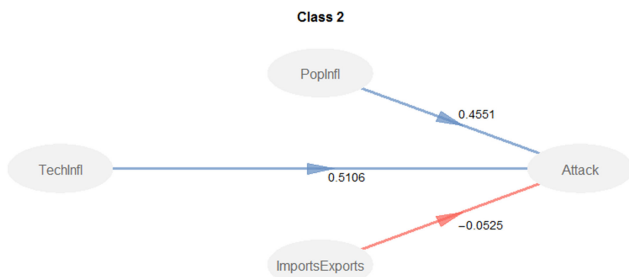 Class 2
PopInfl
0.4551
TechInfl
0.5106
Attack
−0.0525
ImportsExports